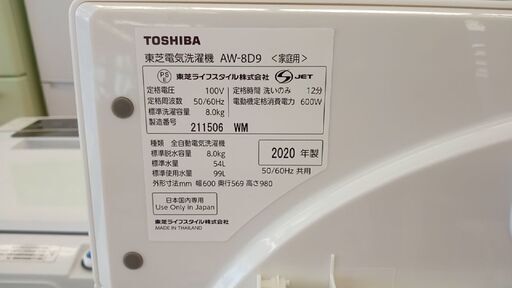 TOSHIBA
東芝電気洗濯機 AW-8D9 <家庭用>
PSE 東芝ライフスタイル株式会社 S JET
定格電圧 100V 定格時間 洗いのみ 12分
定格周波数 50/60Hz 電動機定格消費電力 600W
標準洗濯容量 8.0kg
製造番号 211506 WM
種類 全自動電気洗濯機
標準脱水容量 8.0kg
標準水量 54L
標準使用水量 99L
外形寸法mm 幅600 奥行569 高さ980
2020 年製
50/60Hz 共用
日本国内専用
Use Only in Japan
東芝ライフスタイル株式会社
MADE IN THAILAND